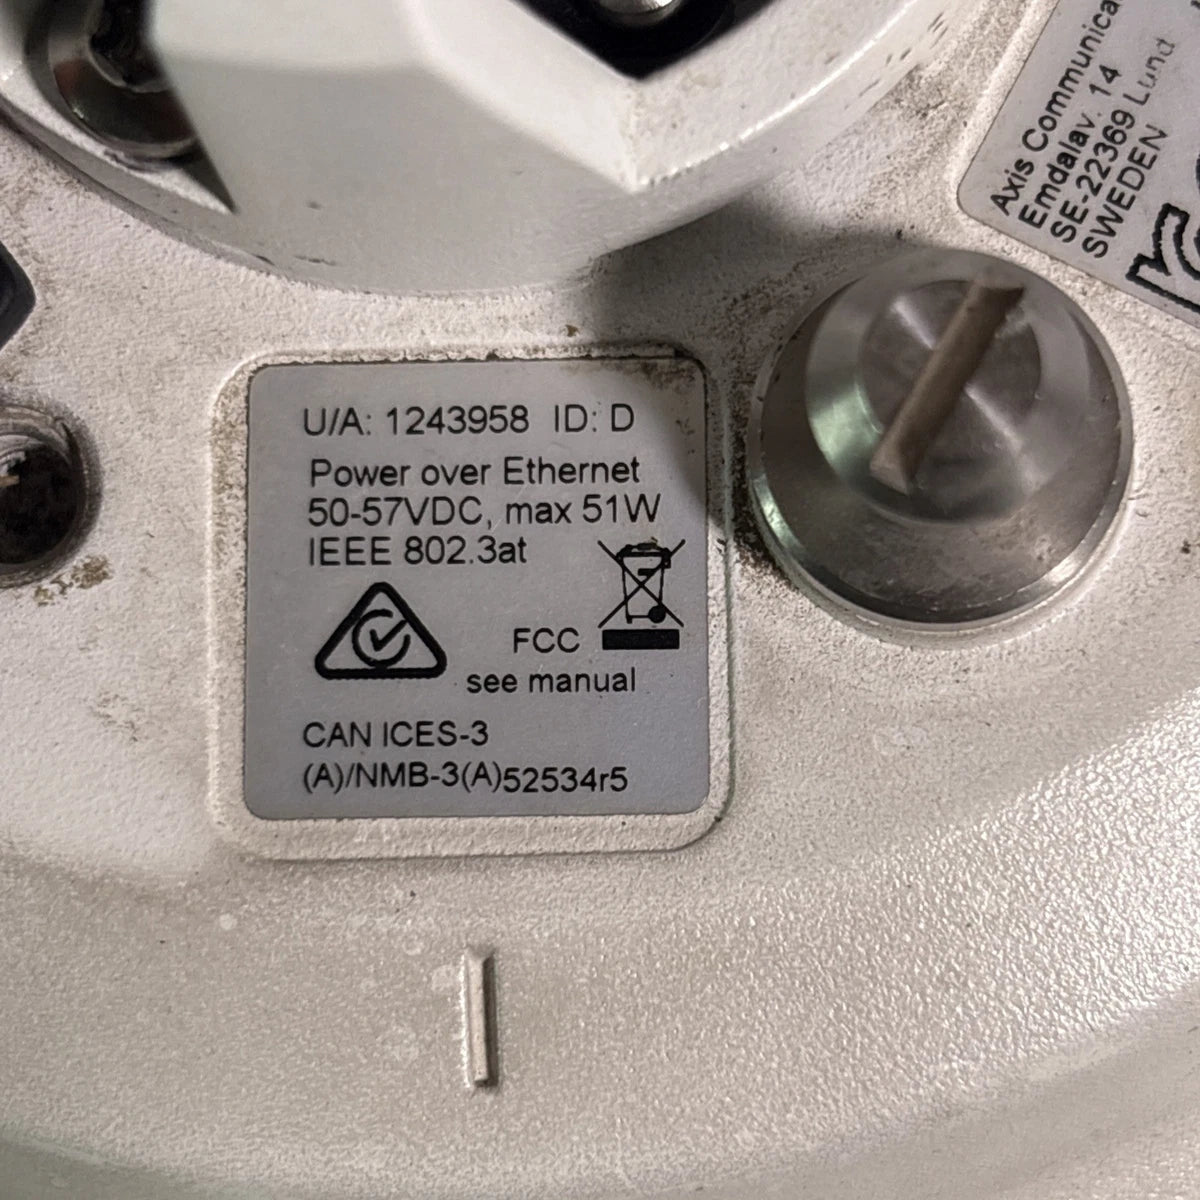 Axis Communica
Emdalav. 14
SE-22369 Lund
SWEDEN
U/A: 1243958 ID: D
Power over Ethernet
50-57VDC, max 51W
IEEE 802.3at
FCC
see manual
CAN ICES-3
(A)/NMB-3(A)52534r5